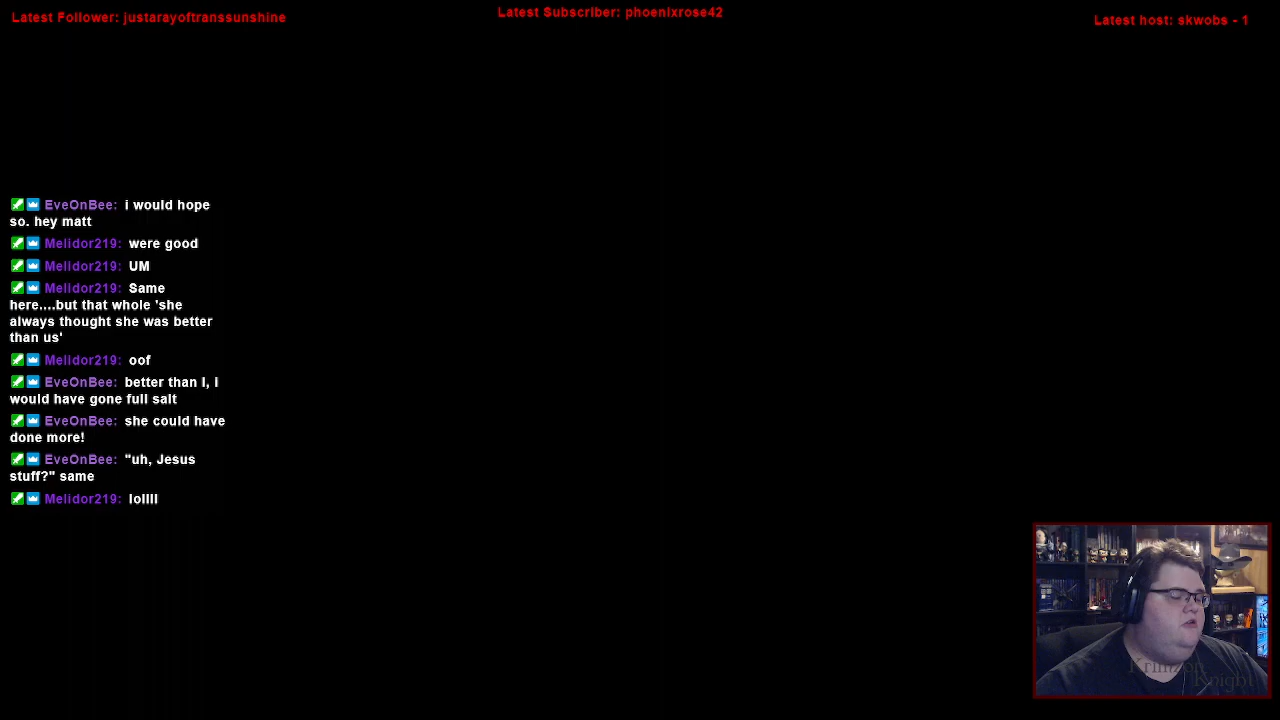 Latest Follower: justarayoftranssunshine
Latest Subscriber: phoenixrose42
Latest host: skwobs - 1
EveOnBee: i would hope
so. hey matt
Melidor219: were good
Melidor219: UM
Melidor219: Same
here....but that whole 'she
always thought she was better
than us'
Melidor219: oof
EveOnBee: better than I, i
would have gone full salt
EveOnBee: she could have
done more!
EveOnBee: "uh, Jesus
stuff?" same
Melidor219: lollll
Krimzon
Knight